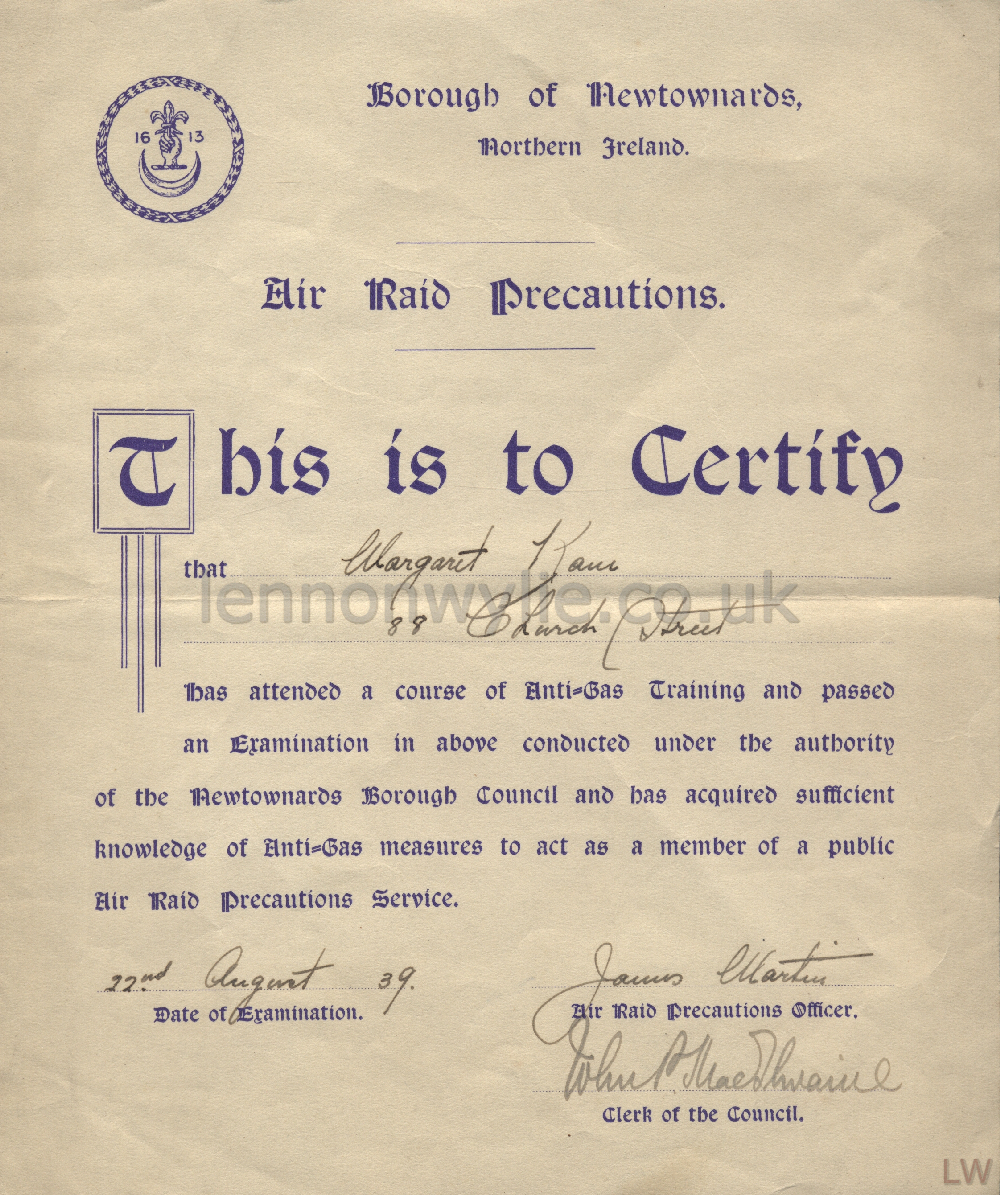 Borough of Newtownards,
Northern Ireland.
16 13
Air Raid Precautions.
This is to Certify
that Margaret Kane
lennonwylie.co.uk
88 Church Street
has attended a course of Anti-Gas Training and passed
an Examination in above conducted under the authority
of the Newtownards Borough Council and has acquired sufficient
knowledge of Anti-Gas measures to act as a member of a public
Air Raid Precautions Service.
22nd August 39. James Martin
Date of Examination. Air Raid Precautions Officer.
John
Clerk of the Council.
LW